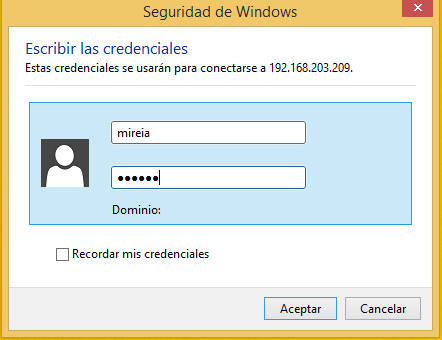 Seguridad de Windows
Escribir las credenciales
Estas credenciales se usarán para conectarse a 192.168.203.209.
mireia
●●●●●●
Dominio:
Recordar mis credenciales
Aceptar Cancelar